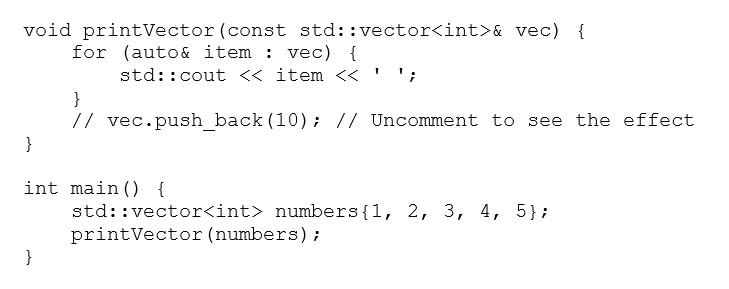 void printVector(const std::vector<int>& vec) {
    for (auto& item : vec) {
        std::cout << item << ' ';
    }
    // vec.push_back(10); // Uncomment to see the effect
}

int main() {
    std::vector<int> numbers{1, 2, 3, 4, 5};
    printVector(numbers);
}